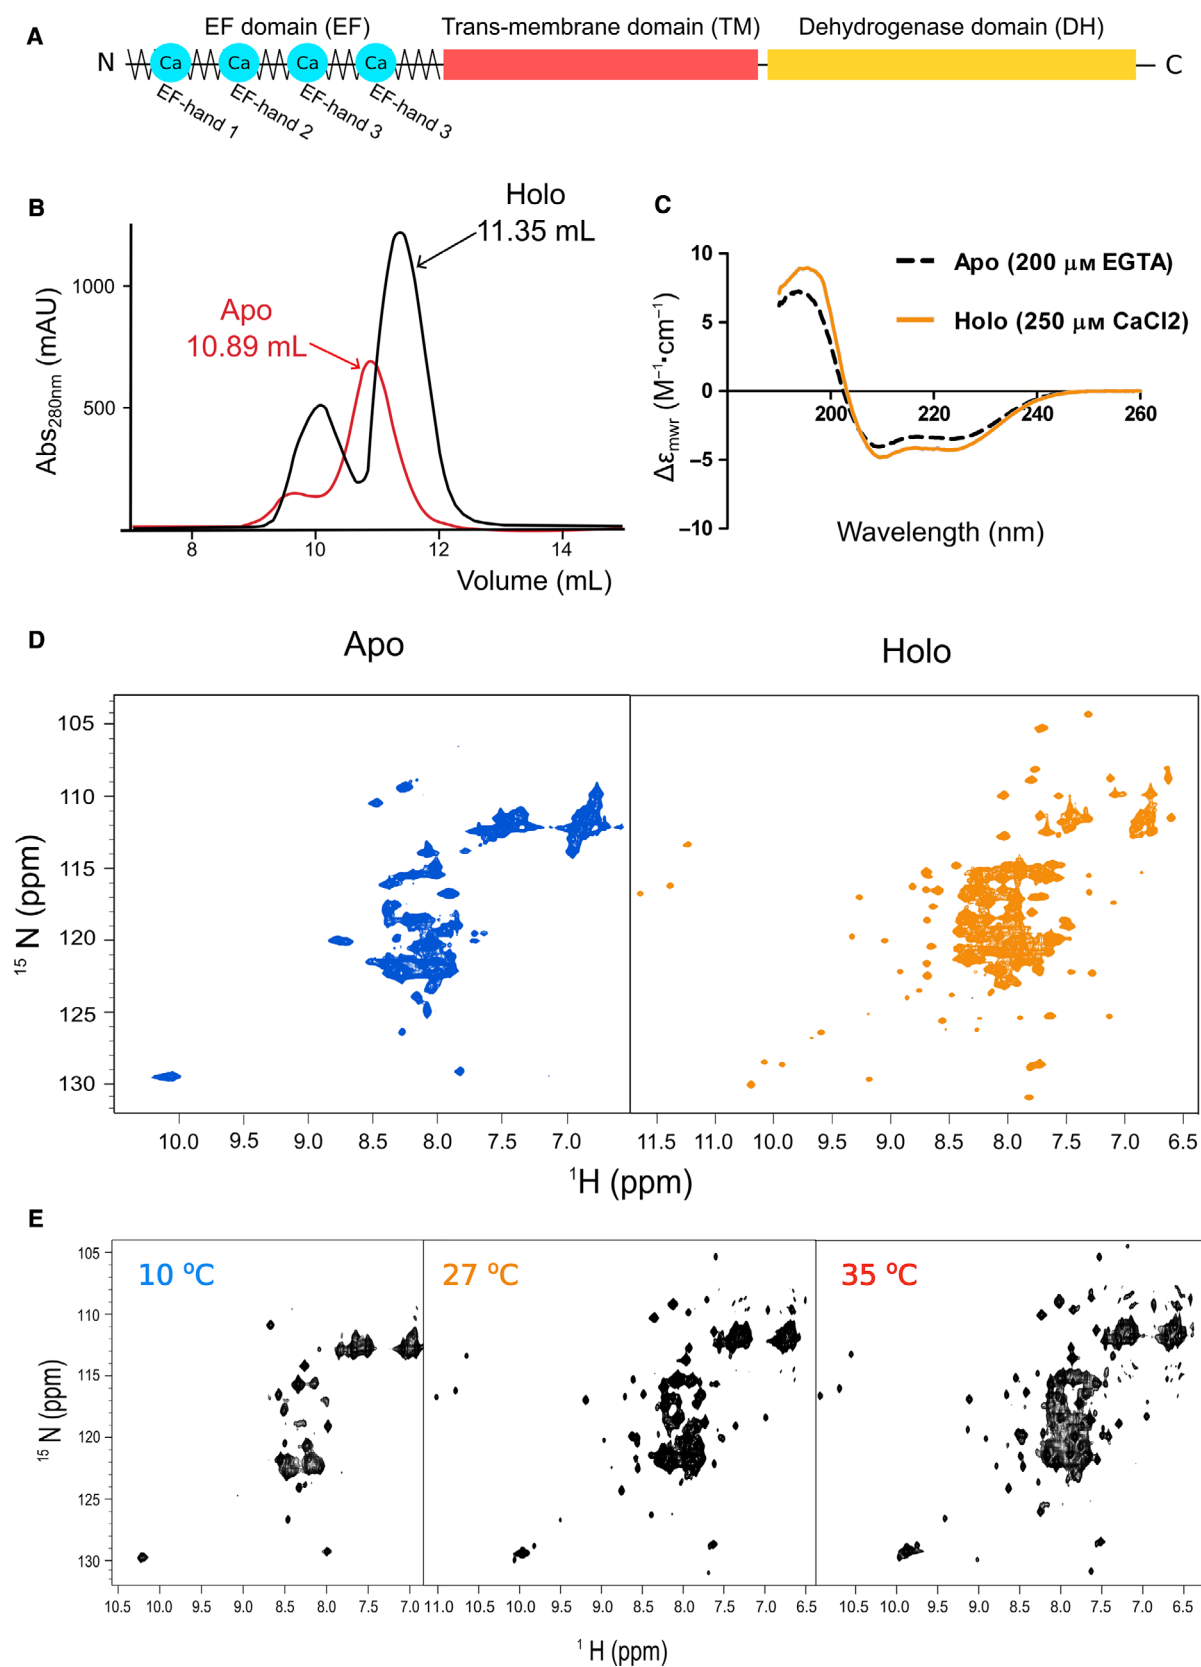 A
EF domain (EF)
Trans-membrane domain (TM)
Dehydrogenase domain (DH)
N
Ca
Ca
Ca
Ca
C
EF-hand 1
EF-hand 2
EF-hand 3
EF-hand 3
B
Holo
11.35 mL
Apo
10.89 mL
1000
500
Abs280nm (mAU)
8
10
12
14
Volume (mL)
C
10
5
0
−5
−10
Δεmwr (M−1·cm−1)
Apo (200 μM EGTA)
Holo (250 μM CaCl2)
200
220
240
260
Wavelength (nm)
D
Apo
Holo
105
110
115
120
125
130
15 N (ppm)
10.0
9.5
9.0
8.5
8.0
7.5
7.0
11.5
11.0
10.0
9.5
9.0
8.5
8.0
7.5
7.0
6.5
1H (ppm)
E
10 ºC
27 ºC
35 ºC
105
110
115
120
125
130
15 N (ppm)
10.5
10.0
9.5
9.0
8.5
8.0
7.5
7.0
11.0
10.5
10.0
9.5
9.0
8.5
8.0
7.5
7.0
6.5
10.5
10.0
9.5
9.0
8.5
8.0
7.5
7.0
6.5
1 H (ppm)